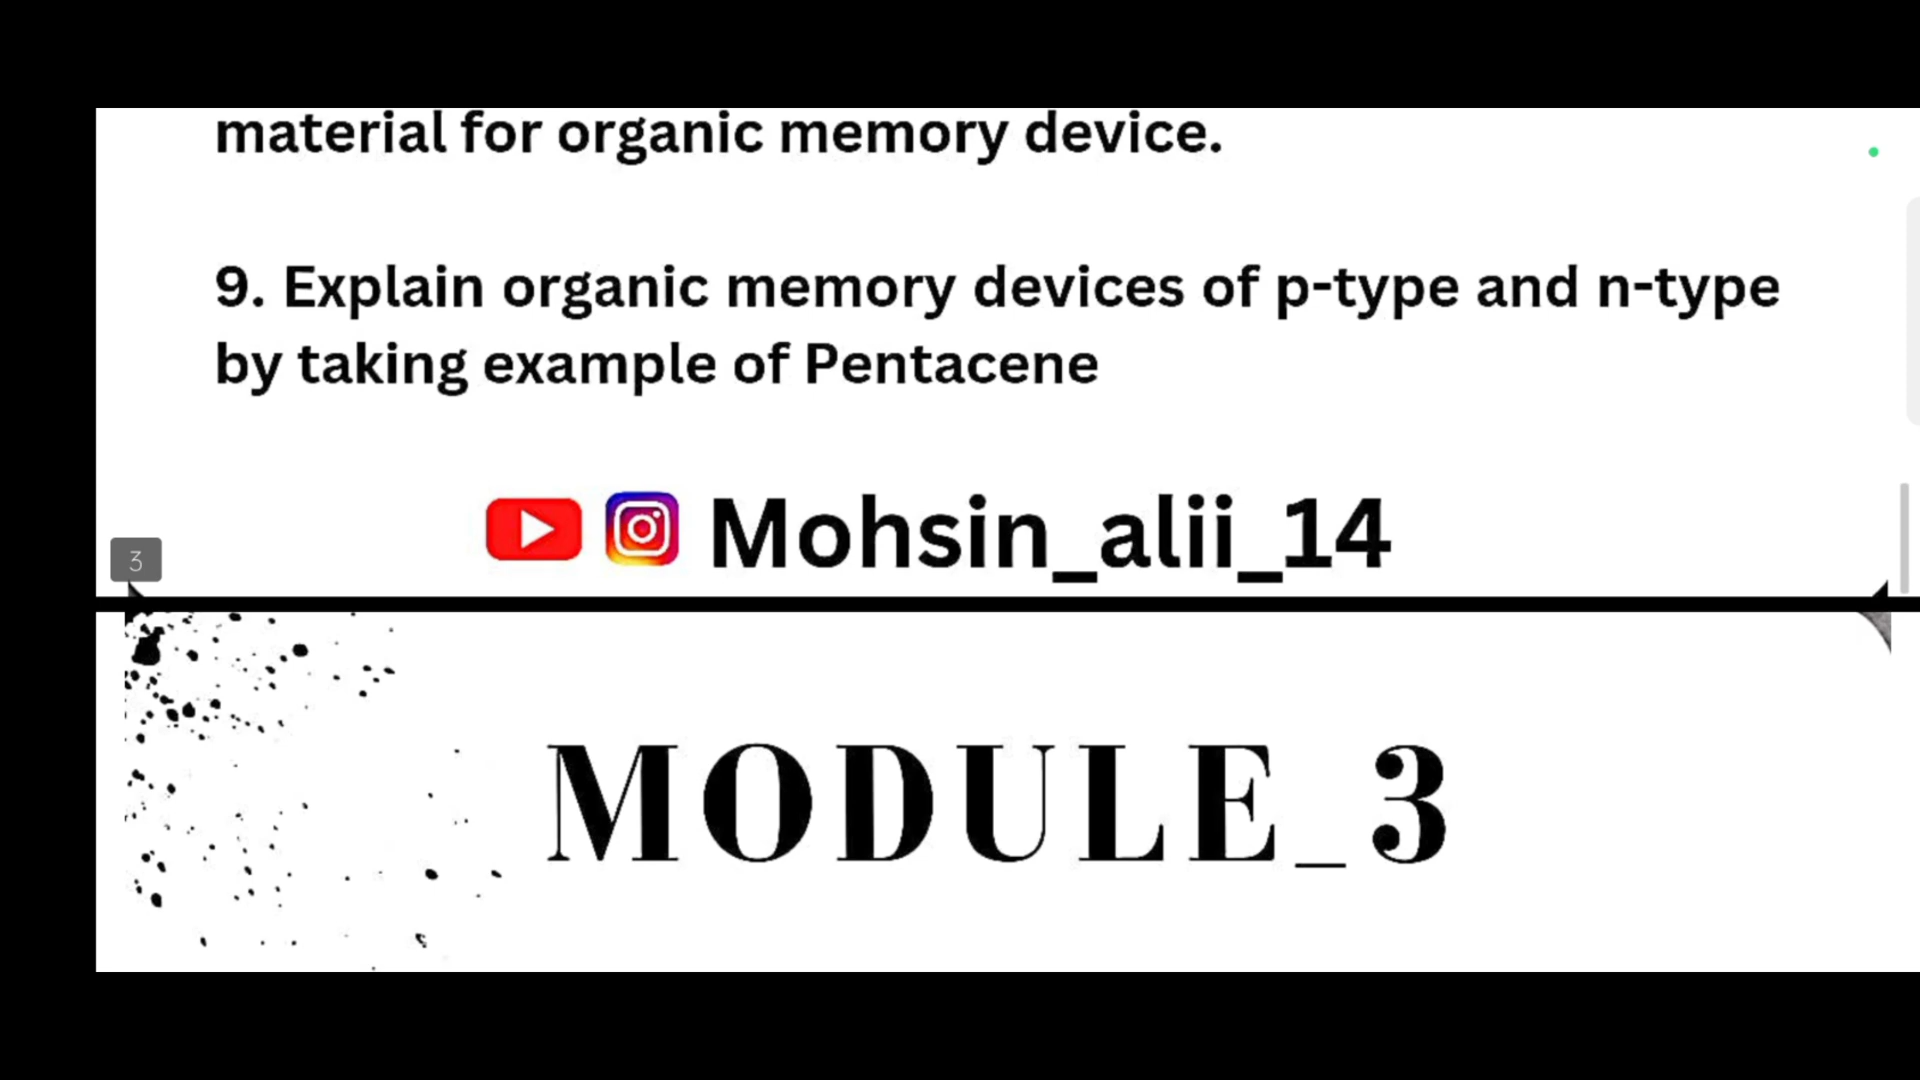 material for organic memory device.
9. Explain organic memory devices of p-type and n-type
by taking example of Pentacene
Mohsin_alii_14
3
MODULE_3